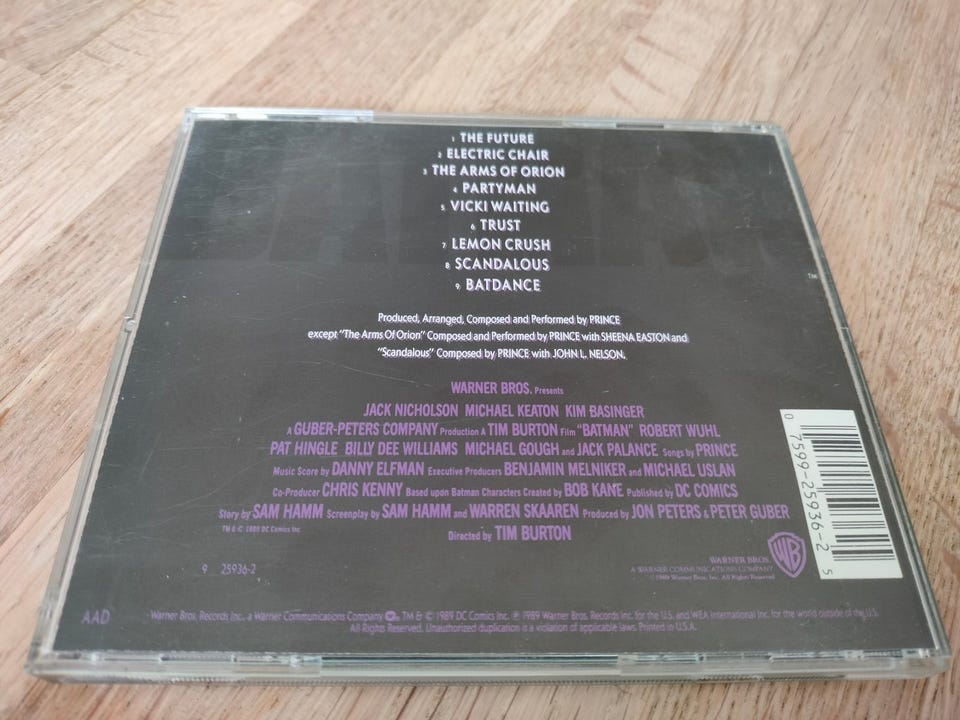 1 THE FUTURE
2 ELECTRIC CHAIR
3 THE ARMS OF ORION
4 PARTYMAN
5 VICKI WAITING
6 TRUST
7 LEMON CRUSH
8 SCANDALOUS
9 BATDANCE
TM
Produced, Arranged, Composed and Performed by PRINCE
except "The Arms Of Orion" Composed and Performed by PRINCE with SHEENA EASTON and
"Scandalous" Composed by PRINCE with JOHN L. NELSON.
WARNER BROS. Presents
JACK NICHOLSON MICHAEL KEATON KIM BASINGER
A GUBER-PETERS COMPANY Production A TIM BURTON Film "BATMAN" ROBERT WUHL
PAT HINGLE BILLY DEE WILLIAMS MICHAEL GOUGH and JACK PALANCE Songs by PRINCE
Music Score by DANNY ELFMAN Executive Producers BENJAMIN MELNIKER and MICHAEL USLAN
Co-Producer CHRIS KENNY Based upon Batman Characters Created by BOB KANE Published by DC COMICS
Story by SAM HAMM Screenplay by SAM HAMM and WARREN SKAAREN Produced by JON PETERS & PETER GUBER
TM & © 1989 DC Comics Inc
Directed by TIM BURTON
0 7599-25936-2 5
WB
WARNER BROS.
A WARNER COMMUNICATIONS COMPANY
©1989 Warner Bros. Inc. All Rights Reserved
9 25936-2
AAD
Warner Bros. Records Inc., a Warner Communications Company, TM & © 1989 DC Comics Inc. ℗ 1989 Warner Bros. Records Inc. for the U.S. and WEA International Inc. for the world outside of the U.S.
All Rights Reserved. Unauthorized duplication is a violation of applicable laws. Printed in U.S.A.